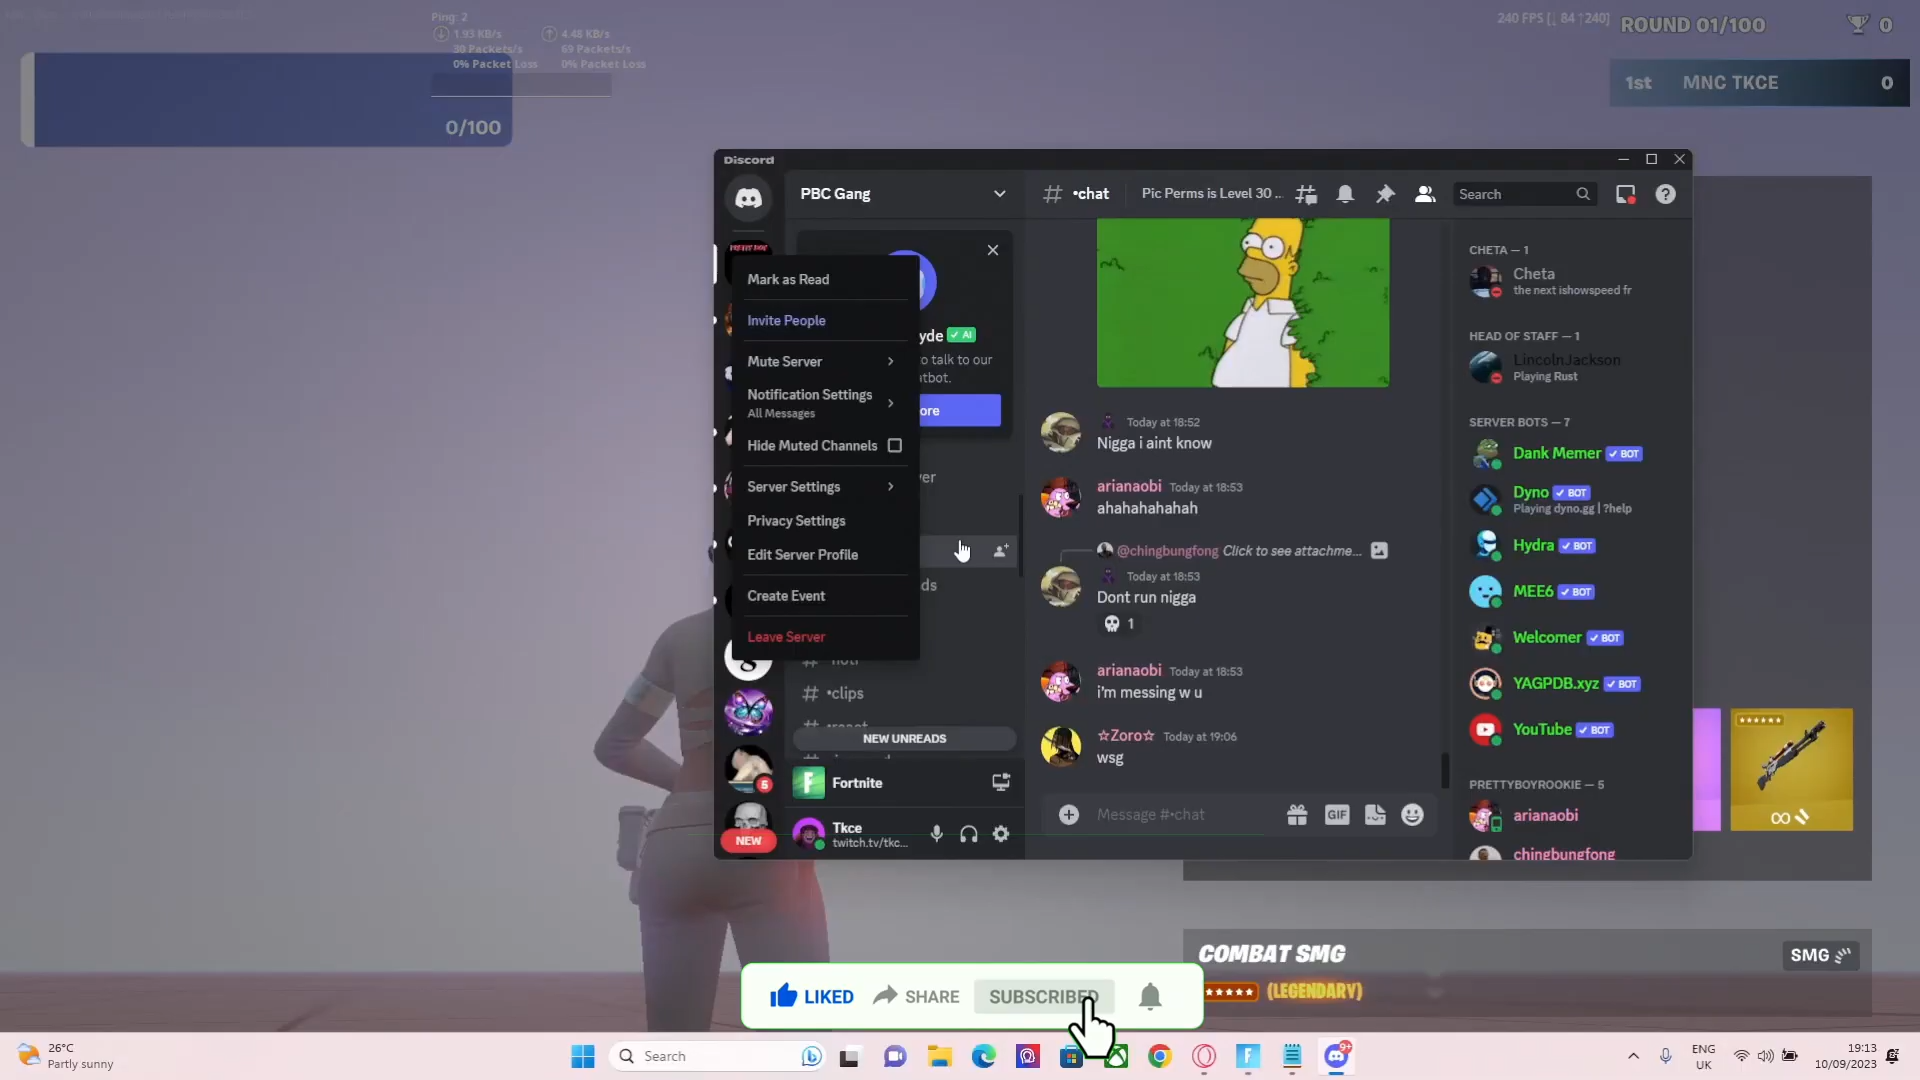 Ping: 2
1.93 KB/s
4.48 KB/s
30 Packets/s
69 Packets/s
0% Packet Loss
0% Packet Loss
0/100
240 FPS [↓ 84 ↑240]
ROUND 01/100
0
1st MNC TKCE 0
Discord
PBC Gang
Mark as Read
Invite People
Mute Server
Notification Settings
All Messages
Hide Muted Channels
Server Settings
Privacy Settings
Edit Server Profile
Create Event
Leave Server
yde AI
to talk to our
tbot.
ore
ver
ds
# •clips
NEW UNREADS
Fortnite
Tkce
twitch.tv/tkc...
5
NEW
# •chat
Pic Perms is Level 30 ...
Search
Today at 18:52
Nigga i aint know
arianaobi Today at 18:53
ahahahahahah
@chingbungfong Click to see attachme...
Today at 18:53
Dont run nigga
1
arianaobi Today at 18:53
i'm messing w u
☆Zoro☆ Today at 19:06
wsg
Message #•chat
GIF
CHETA — 1
Cheta
the next ishowspeed fr
HEAD OF STAFF — 1
LincolnJackson
Playing Rust
SERVER BOTS — 7
Dank Memer BOT
Dyno BOT
Playing dyno.gg | ?help
Hydra BOT
MEE6 BOT
Welcomer BOT
YAGPDB.xyz BOT
YouTube BOT
PRETTYBOYROOKIE — 5
arianaobi
chingbungfong
∞
COMBAT SMG
SMG
(LEGENDARY)
LIKED
SHARE
SUBSCRIBED
26°C
Partly sunny
Search
9+
ENG
UK
19:13
10/09/2023